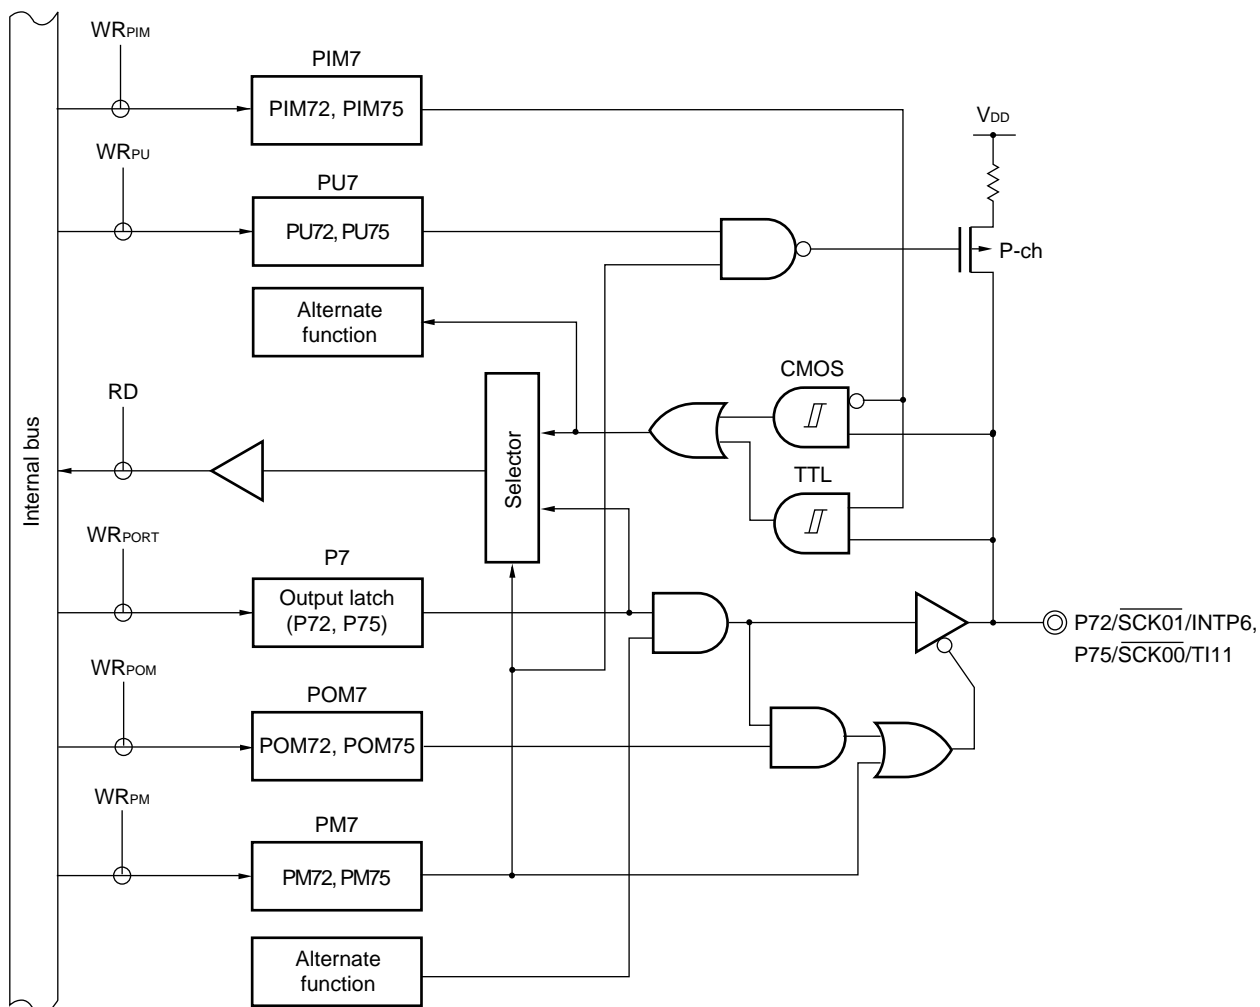 WRPIM
PIM7
PIM72, PIM75
VDD
WRPU
PU7
PU72, PU75
P-ch
Alternate
function
CMOS
RD
Internal bus
Selector
TTL
WRPORT
P7
Output latch
(P72, P75)
P72/SCK01/INTP6,
P75/SCK00/TI11
WRPOM
POM7
POM72, POM75
WRPM
PM7
PM72, PM75
Alternate
function